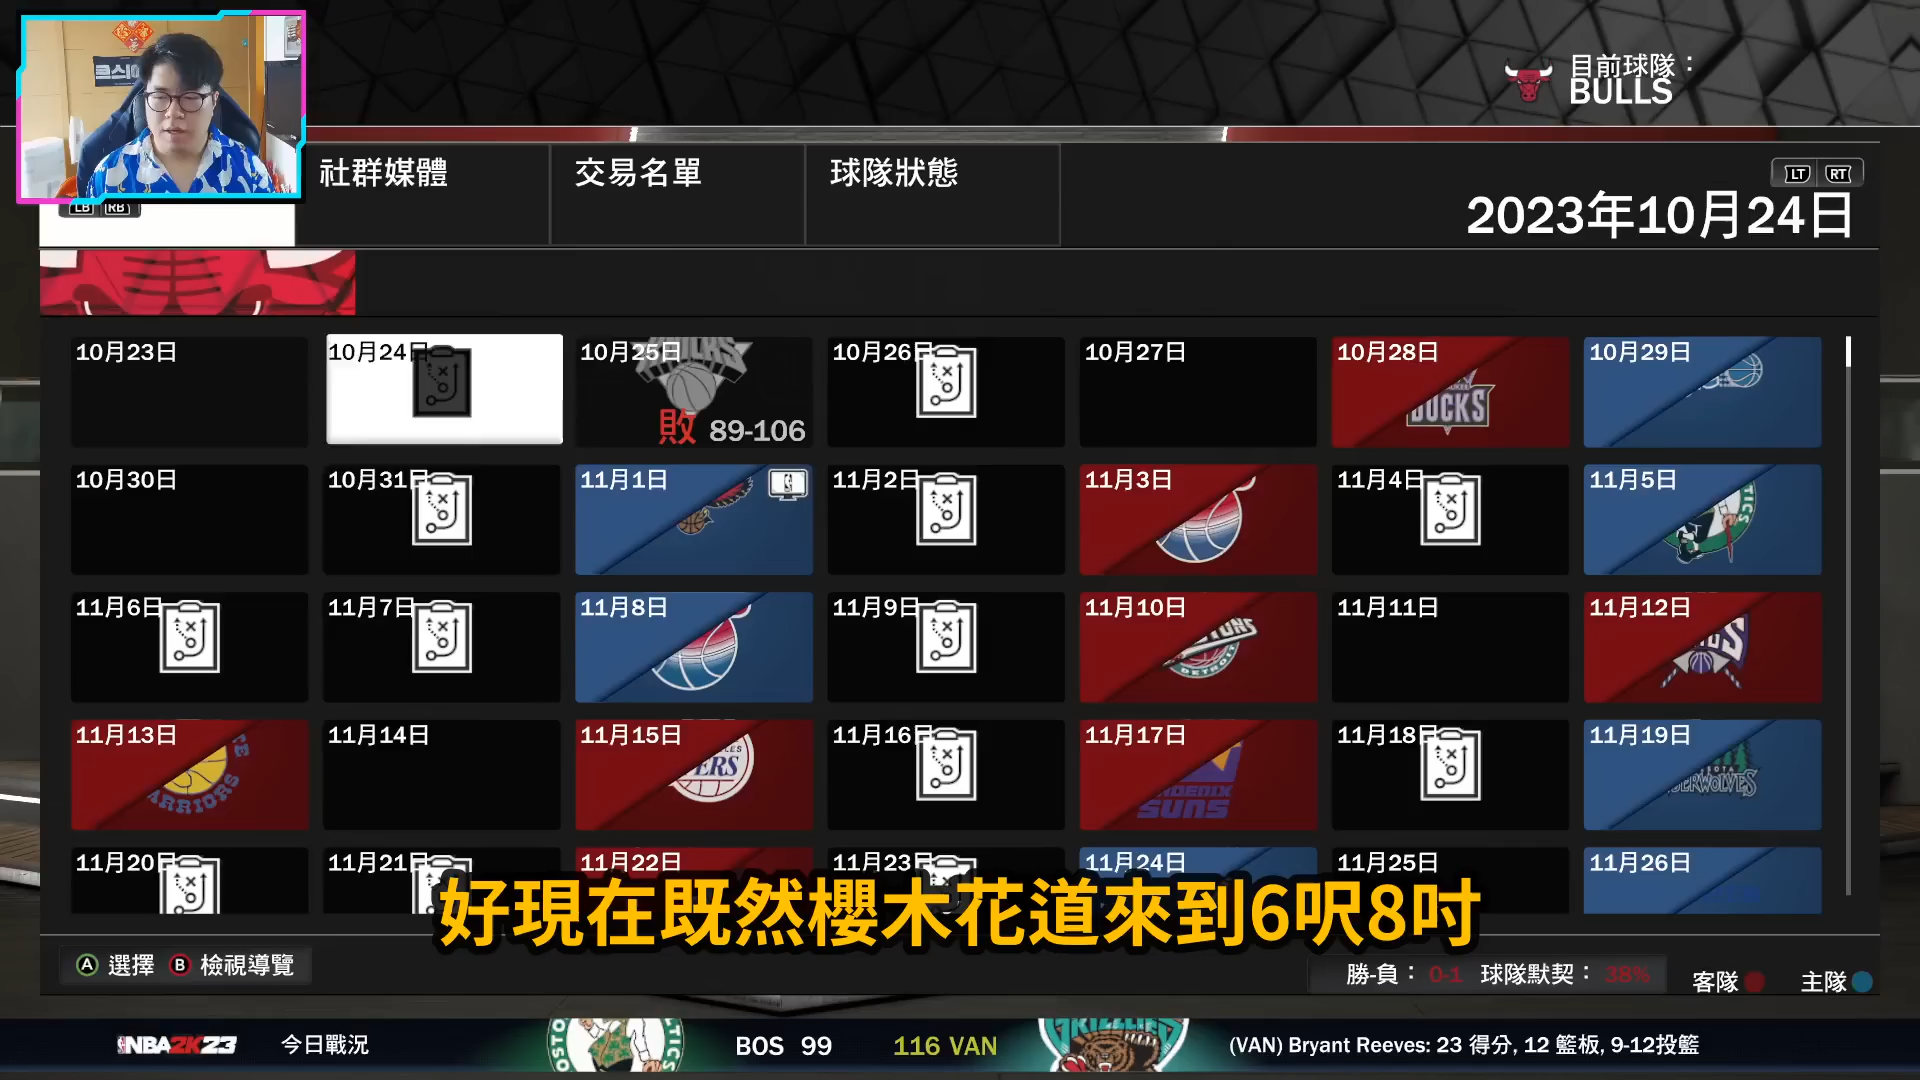 目前球隊：
BULLS
社群媒體
交易名單
球隊狀態
LB RB
LT RT
2023年10月24日
10月23日
10月24日
10月25日
敗 89-106
10月26日
10月27日
10月28日
BUCKS
10月29日
10月30日
10月31日
11月1日
11月2日
11月3日
11月4日
11月5日
11月6日
11月7日
11月8日
11月9日
11月10日
DETROIT
11月11日
11月12日
11月13日
11月14日
11月15日
11月16日
11月17日
SUNS
11月18日
11月19日
11月20日
11月21日
11月22日
11月23日
11月24日
11月25日
11月26日
好現在既然櫻木花道來到6呎8吋
A 選擇 B 檢視導覽
勝-負： 0-1 球隊默契： 38%
客隊 主隊
NBA2K23 今日戰況 BOS 99 116 VAN (VAN) Bryant Reeves: 23 得分, 12 籃板, 9-12投籃